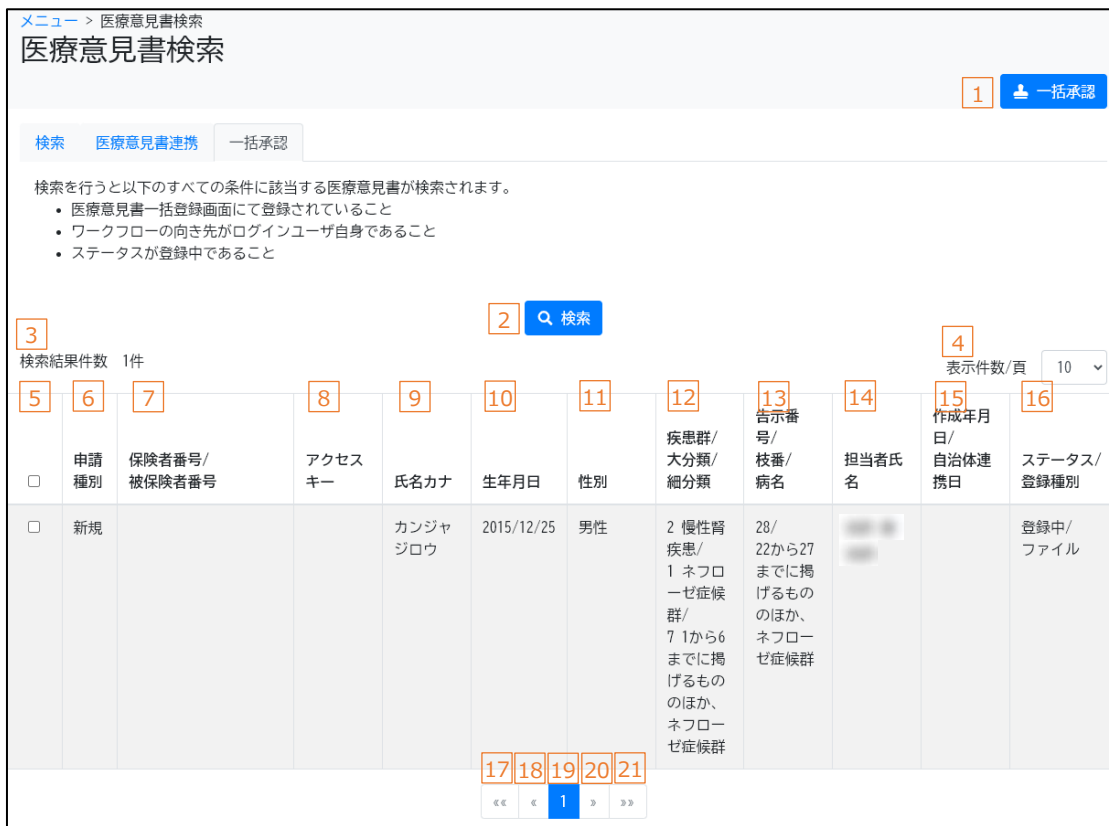 メニュー > 医療意見書検索
医療意見書検索
1 一括承認
検索 医療意見書連携 一括承認
検索を行うと以下のすべての条件に該当する医療意見書が検索されます。
• 医療意見書一括登録画面にて登録されていること
• ワークフローの向き先がログインユーザ自身であること
• ステータスが登録中であること
2 検索
3
検索結果件数 1件
4
表示件数/頁 10
5 6 7 8 9 10 11 12 13 14 15 16
申請
種別
保険者番号/
被保険者番号
アクセス
キー
氏名カナ
生年月日
性別
疾患群/
大分類/
細分類
告示番
号/
枝番/
病名
担当者氏
名
作成年月
日/
自治体連
携日
ステータス/
登録種別
新規
カンジャ
ジロウ
2015/12/25
男性
2 慢性腎
疾患/
1 ネフロ
ーゼ症候
群/
7 1から6
までに掲
げるもの
のほか、
ネフロー
ゼ症候群
28/
22から27
までに掲
げるもの
のほか、
ネフロー
ゼ症候群
登録中/
ファイル
17 18 19 20 21
«« « 1 » »»